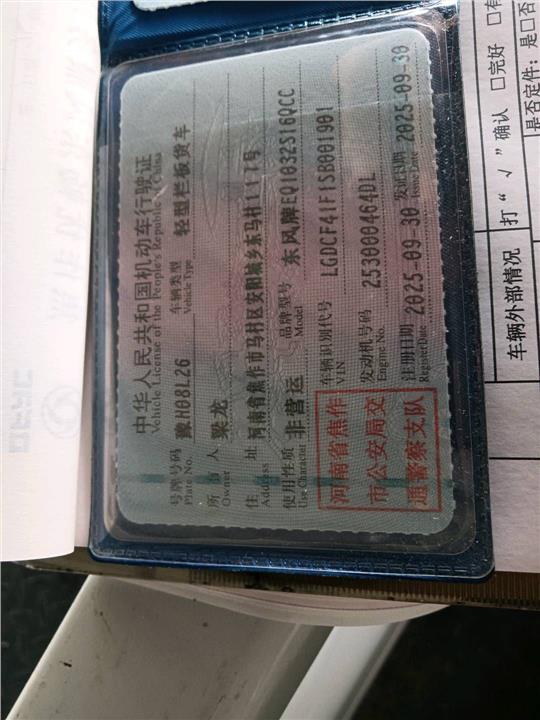 中华人民共和国机动车行驶证
Vehicle License of the People's Republic of China
号牌号码 豫H08L26 车辆类型 轻型栏板货车
Plate No. Vehicle Type
所有人 梁龙
Owner
住址 河南省焦作市马村区安阳城乡东马村117号
Address
使用性质 非营运 品牌型号 东风牌EQ1032S16QCC
Use Character Model
河南省焦作
市公安局交
通警察支队
车辆识别代号 LGDCF41F1SB001901
VIN
发动机号码 253000464DL
Engine No.
注册日期 2025-09-30 发证日期 2025-09-30
Register Date Issue Date
车辆外部情况
打“√”确认 □完好 □有
是否定件：是□否